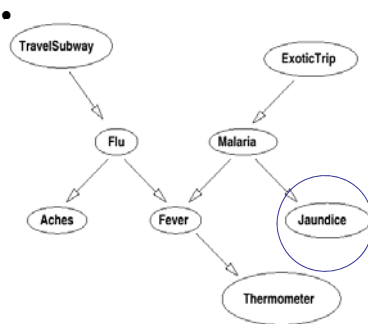 TravelSubway
ExoticTrip
Flu
Malaria
Aches
Fever
Jaundice
Thermometer